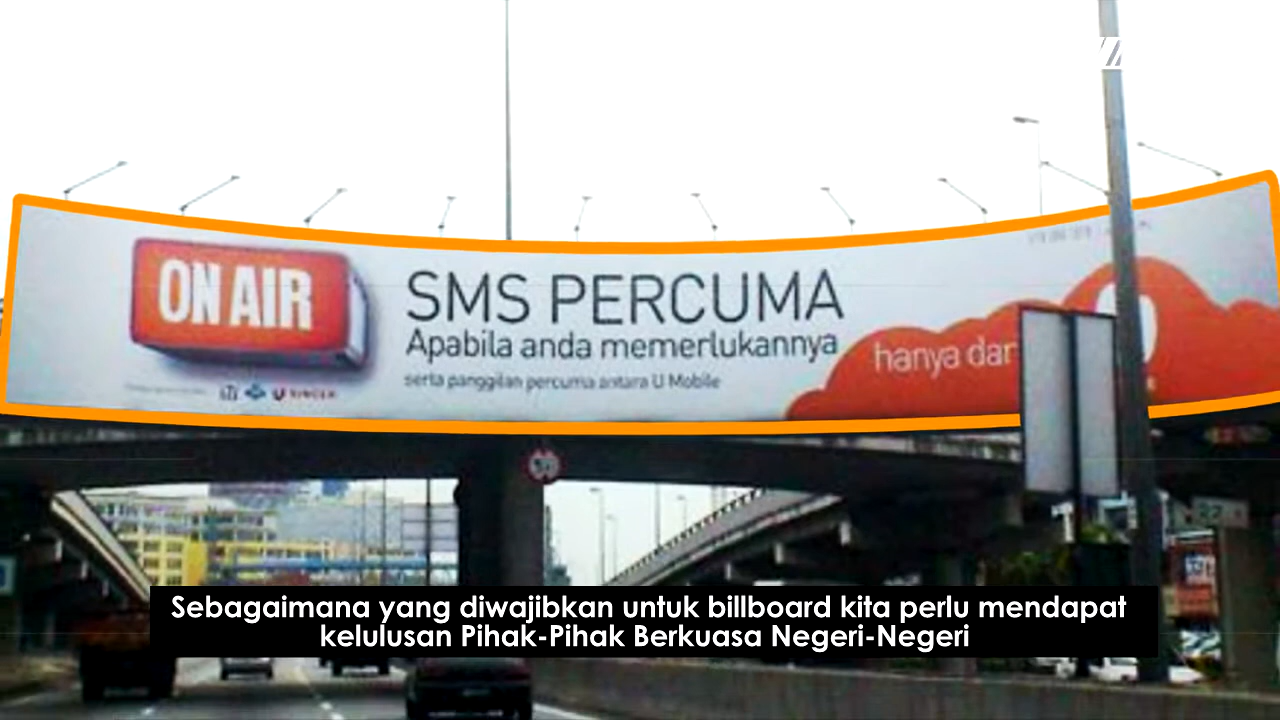 ON AIR
SMS PERCUMA
Apabila anda memerlukannya
serta panggilan percuma antara U Mobile
hanya dar
SINGER
Sebagaimana yang diwajibkan untuk billboard kita perlu mendapat
kelulusan Pihak-Pihak Berkuasa Negeri-Negeri